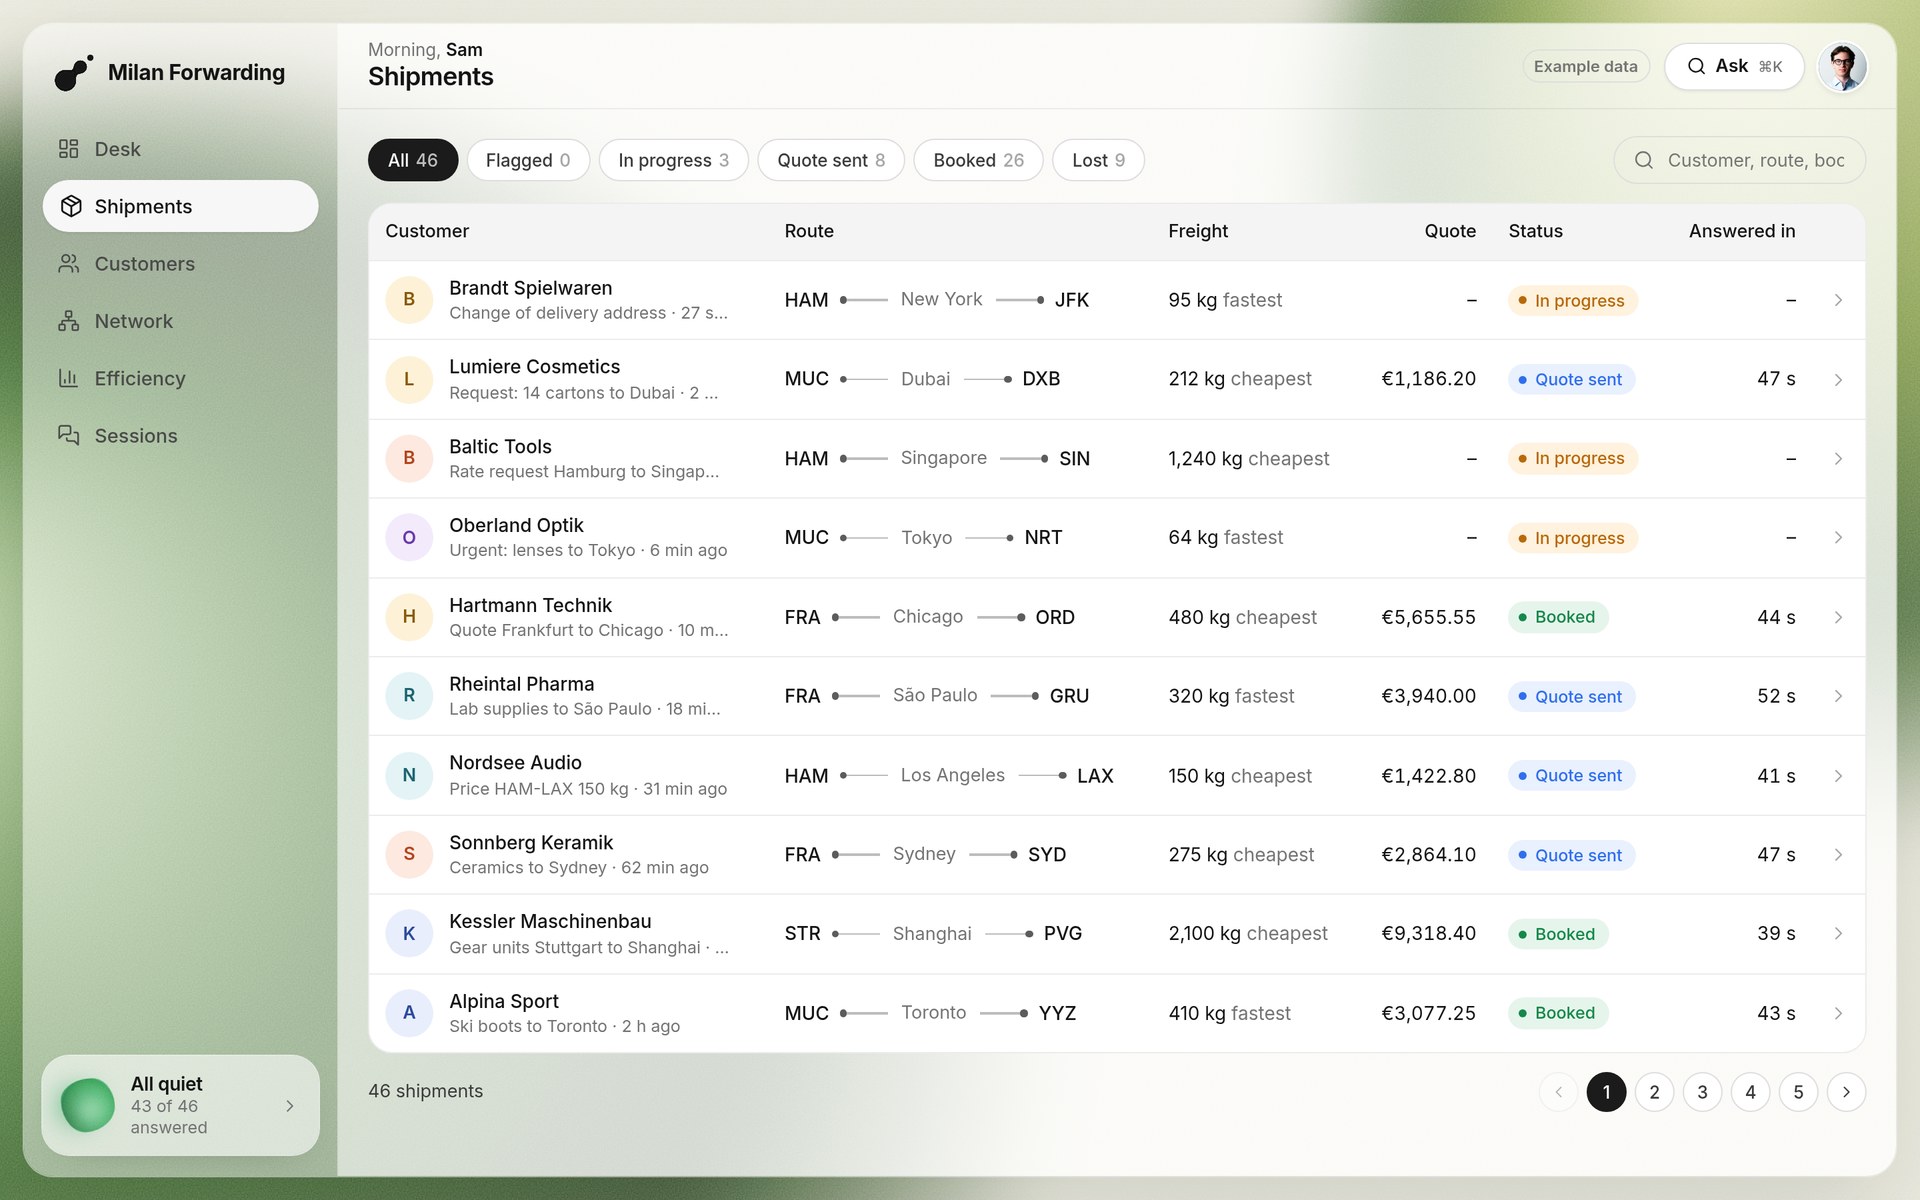 Milan Forwarding
Desk
Shipments
Customers
Network
Efficiency
Sessions
All quiet
43 of 46
answered
Morning, Sam
Shipments
Example data
Ask ⌘K
All 46
Flagged 0
In progress 3
Quote sent 8
Booked 26
Lost 9
Customer, route, boc
Customer Route Freight Quote Status Answered in
B Brandt Spielwaren HAM New York JFK 95 kg fastest – In progress –
Change of delivery address · 27 s...
L Lumiere Cosmetics MUC Dubai DXB 212 kg cheapest €1,186.20 Quote sent 47 s
Request: 14 cartons to Dubai · 2 ...
B Baltic Tools HAM Singapore SIN 1,240 kg cheapest – In progress –
Rate request Hamburg to Singap...
O Oberland Optik MUC Tokyo NRT 64 kg fastest – In progress –
Urgent: lenses to Tokyo · 6 min ago
H Hartmann Technik FRA Chicago ORD 480 kg cheapest €5,655.55 Booked 44 s
Quote Frankfurt to Chicago · 10 m...
R Rheintal Pharma FRA São Paulo GRU 320 kg fastest €3,940.00 Quote sent 52 s
Lab supplies to São Paulo · 18 mi...
N Nordsee Audio HAM Los Angeles LAX 150 kg cheapest €1,422.80 Quote sent 41 s
Price HAM-LAX 150 kg · 31 min ago
S Sonnberg Keramik FRA Sydney SYD 275 kg cheapest €2,864.10 Quote sent 47 s
Ceramics to Sydney · 62 min ago
K Kessler Maschinenbau STR Shanghai PVG 2,100 kg cheapest €9,318.40 Booked 39 s
Gear units Stuttgart to Shanghai · ...
A Alpina Sport MUC Toronto YYZ 410 kg fastest €3,077.25 Booked 43 s
Ski boots to Toronto · 2 h ago
46 shipments
1 2 3 4 5